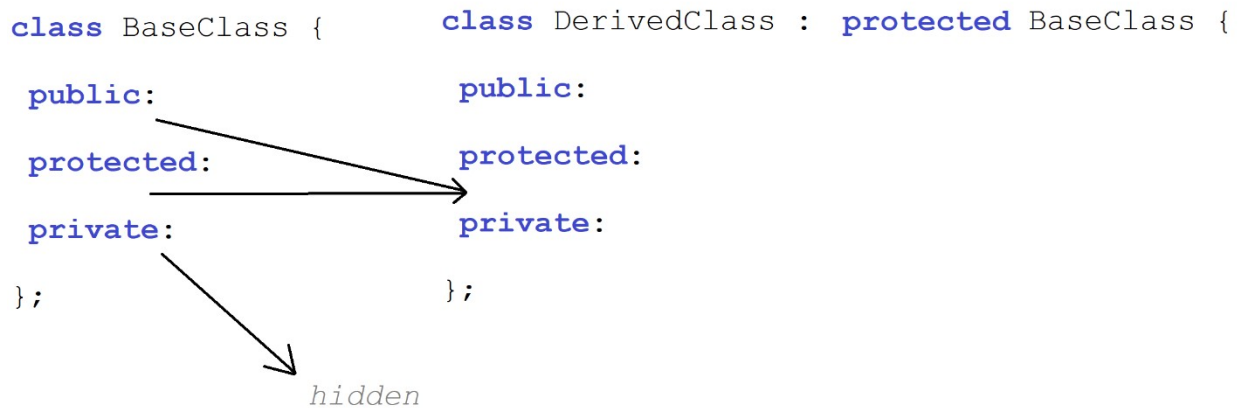 class BaseClass {
public:
protected:
private:
};
class DerivedClass : protected BaseClass {
public:
protected:
private:
};
hidden